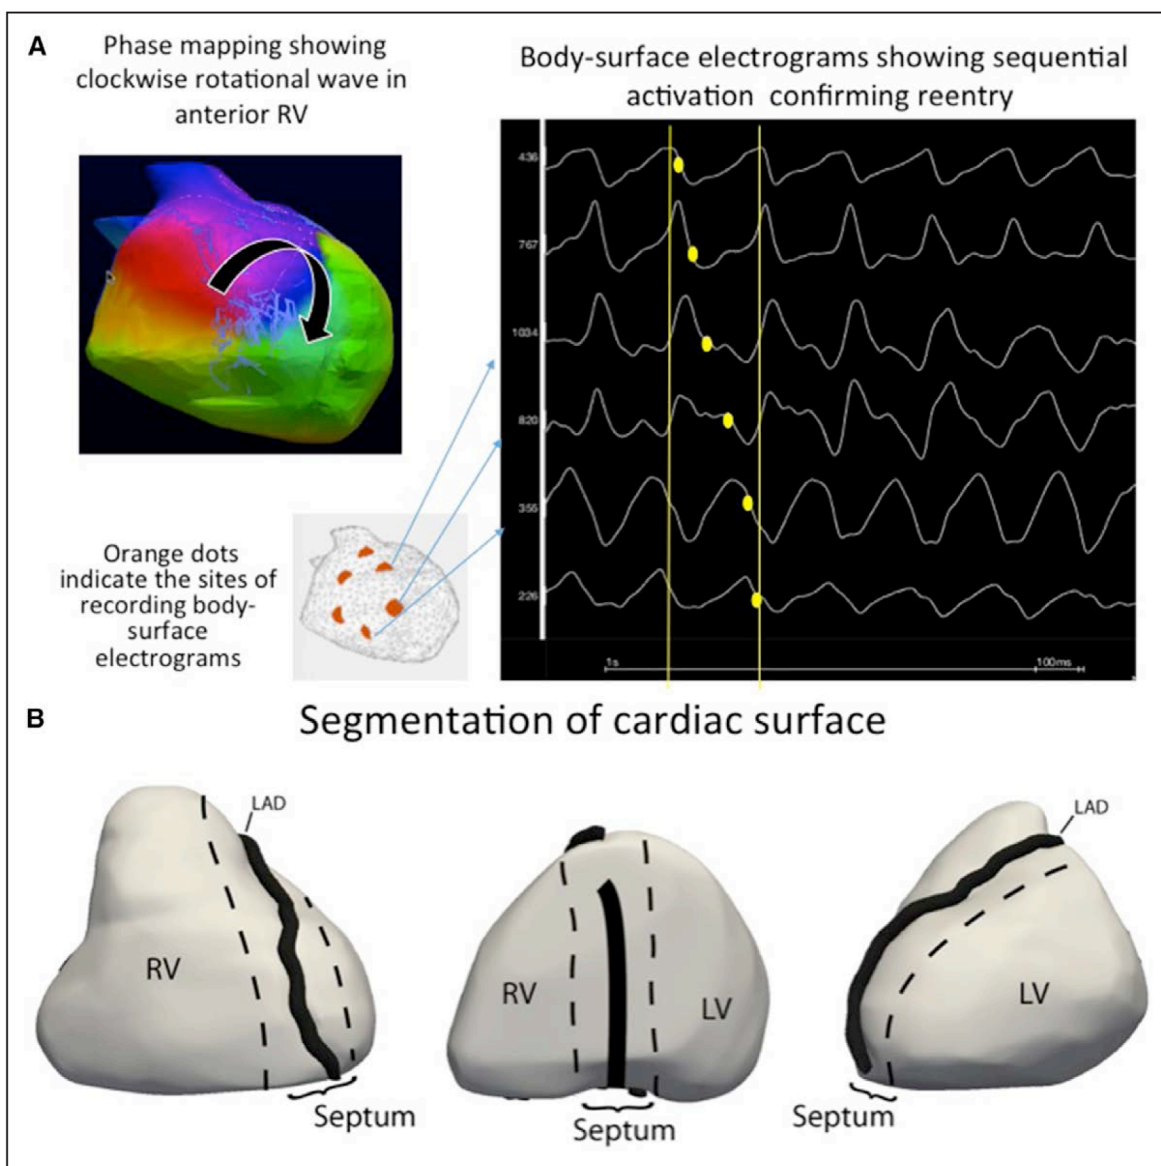 A
Phase mapping showing
clockwise rotational wave in
anterior RV
Body-surface electrograms showing sequential
activation confirming reentry
436
767
1034
820
355
226
1s
100ms
Orange dots
indicate the sites of
recording body-
surface
electrograms
B
Segmentation of cardiac surface
LAD
RV
Septum
RV
LV
Septum
LAD
LV
Septum